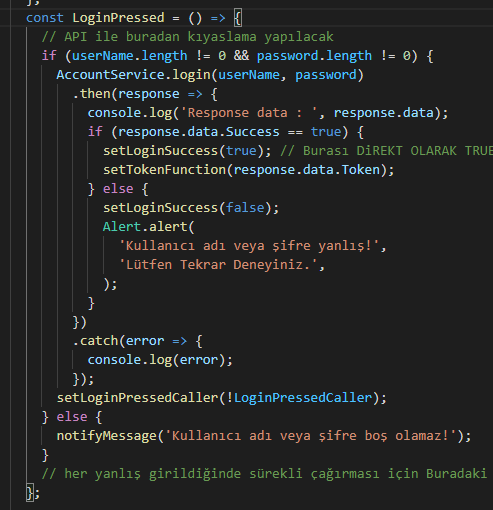 const LoginPressed = () => {
// API ile buradan kıyaslama yapılacak
if (userName.length != 0 && password.length != 0) {
AccountService.login(userName, password)
.then(response => {
console.log('Response data : ', response.data);
if (response.data.Success == true) {
setLoginSuccess(true); // Burası DiREKT OLARAK TRUE
setTokenFunction(response.data.Token);
} else {
setLoginSuccess(false);
Alert.alert(
'Kullanıcı adı veya şifre yanlış!',
'Lütfen Tekrar Deneyiniz.',
);
}
})
.catch(error => {
console.log(error);
});
setLoginPressedCaller(!LoginPressedCaller);
} else {
notifyMessage('Kullanıcı adı veya şifre boş olamaz!');
}
// her yanlış girildiğinde sürekli çağırması için Buradaki
};